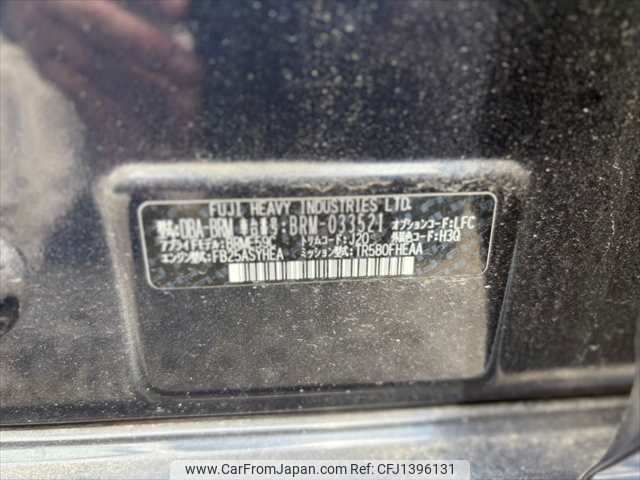 FUJI HEAVY INDUSTRIES LTD.
型式:DBA-BRM 車台番号:BRM-033521 オプションコード:LFC
アプライドモデル:BRME59C トリムコード:J20 外装色コード:H3Q
エンジン型式:FB25ASYHEA ミッション型式:TR580FHEAA
www.CarFromJapan.com - CFJ1396131